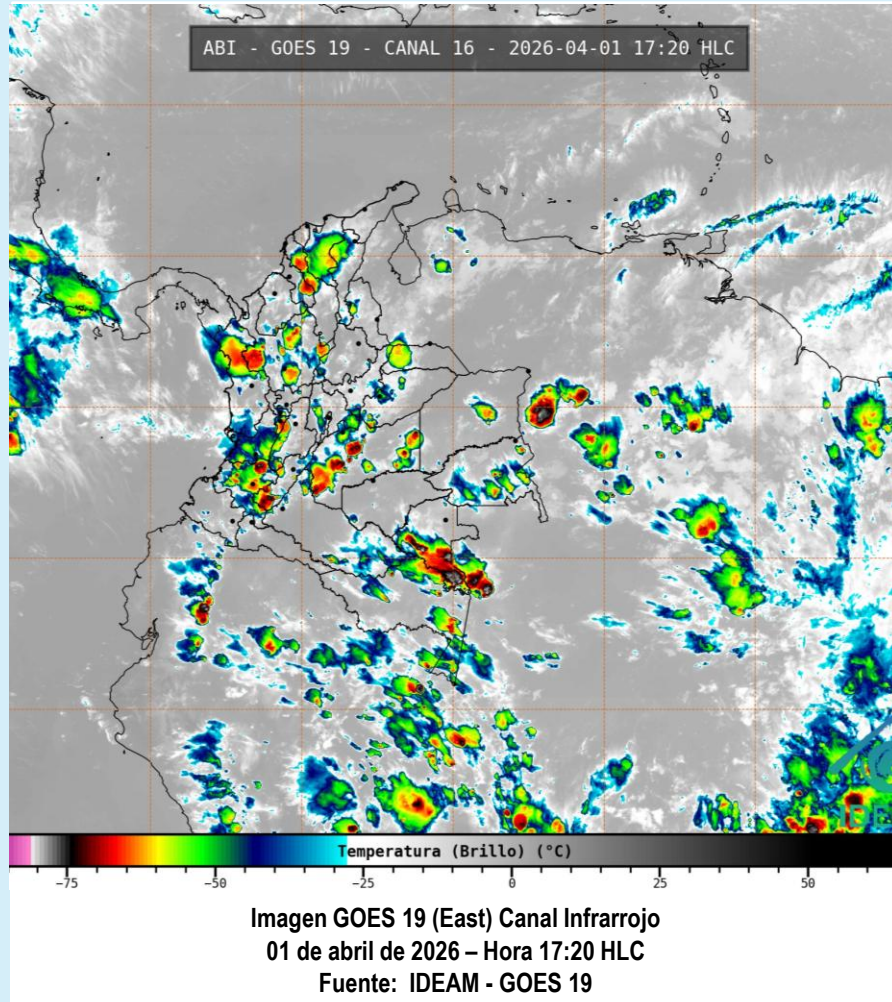 ABI - GOES 19 - CANAL 16 - 2026-04-01 17:20 HLC
Temperatura (Brillo) (°C)
−75 −50 −25 0 25 50
Imagen GOES 19 (East) Canal Infrarrojo
01 de abril de 2026 – Hora 17:20 HLC
Fuente: IDEAM - GOES 19